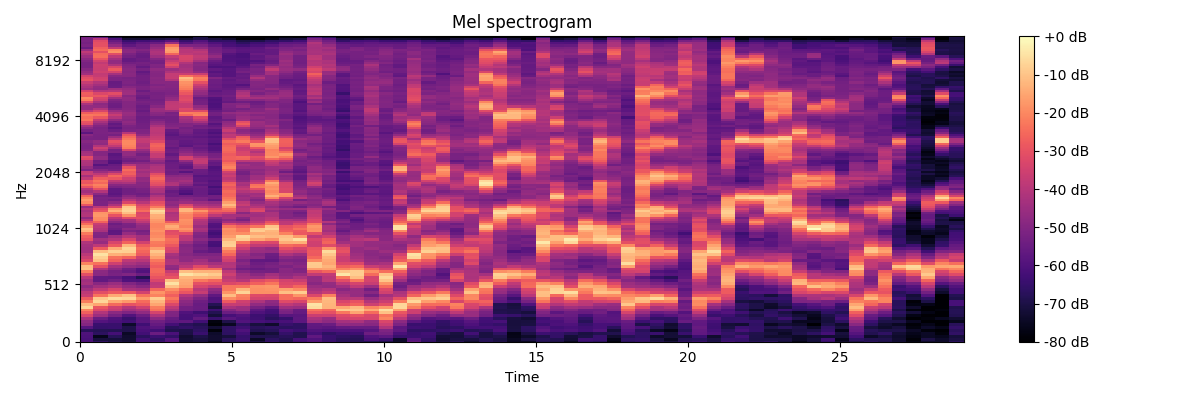 Mel spectrogram
8192
4096
2048
1024
512
0
Hz
0 5 10 15 20 25
Time
+0 dB
-10 dB
-20 dB
-30 dB
-40 dB
-50 dB
-60 dB
-70 dB
-80 dB